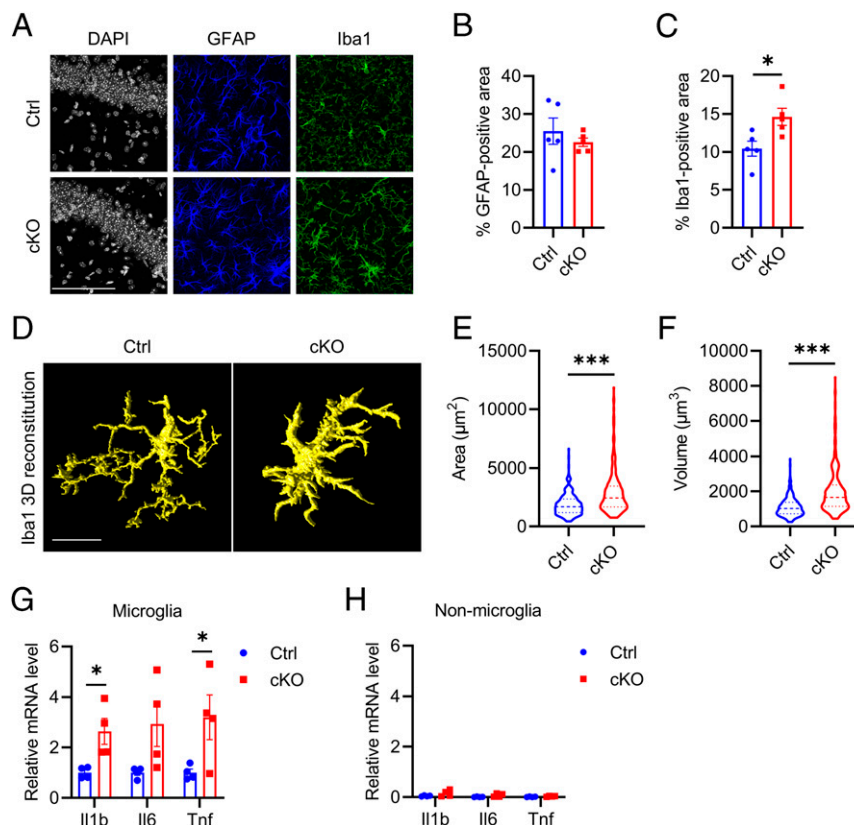 A
DAPI GFAP Iba1
Ctrl
cKO
B
% GFAP-positive area
40
30
20
10
0
Ctrl
cKO
C
*
% Iba1-positive area
20
15
10
5
0
Ctrl
cKO
D
Ctrl cKO
Iba1 3D reconstitution
E
***
Area (µm²)
15000
10000
5000
0
Ctrl
cKO
F
***
Volume (µm³)
10000
8000
6000
4000
2000
0
Ctrl
cKO
G
Microglia
Relative mRNA level
6
4
2
0
*
*
Ctrl
cKO
Il1b Il6 Tnf
H
Non-microglia
Relative mRNA level
6
4
2
0
Ctrl
cKO
Il1b Il6 Tnf